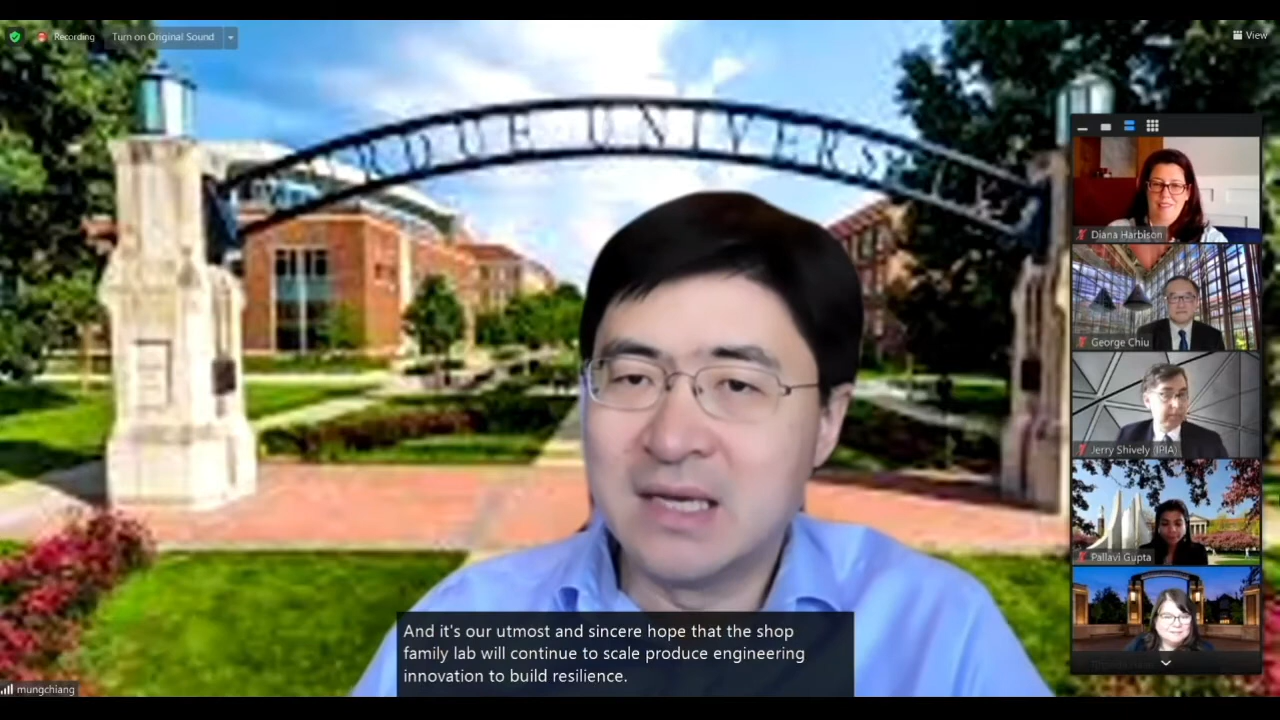 Recording
Turn on Original Sound
View
RDUE UNIVERS
Diana Harbison
George Chiu
Jerry Shively (IPIA)
Pallavi Gupta
And it's our utmost and sincere hope that the shop
family lab will continue to scale produce engineering
innovation to build resilience.
mungchiang